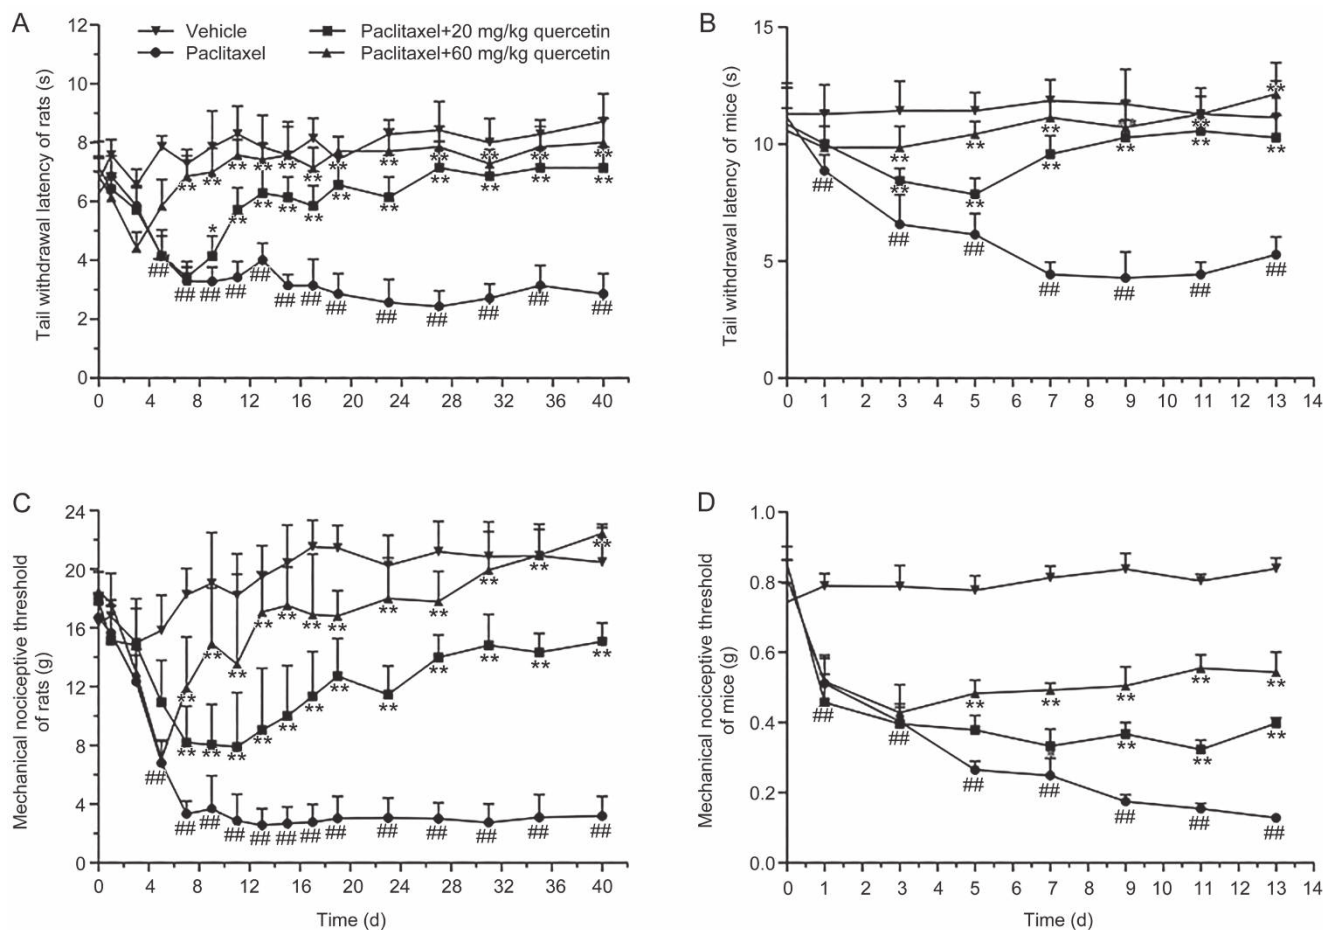 A
Vehicle
Paclitaxel
Paclitaxel+20 mg/kg quercetin
Paclitaxel+60 mg/kg quercetin
Tail withdrawal latency of rats (s)
12
10
8
6
4
2
0
** ** ** ** ** ** ** ** ** ** ** **
* ** ** ** ** ** ** ** ** ** **
## ## ## ## ## ## ## ## ## ## ## ## ##
0 4 8 12 16 20 24 28 32 36 40
B
Tail withdrawal latency of mice (s)
15
10
5
0
** ** ** ** ** **
** ** ** ** ** **
## ## ## ## ## ## ##
0 1 2 3 4 5 6 7 8 9 10 11 12 13 14
C
Mechanical nociceptive threshold
of rats (g)
24
20
16
12
8
4
0
** ** ** ** ** ** ** ** ** ** ** **
** ** ** ** ** ** ** ** ** ** ** **
## ## ## ## ## ## ## ## ## ## ## ## ##
0 4 8 12 16 20 24 28 32 36 40
Time (d)
D
Mechanical nociceptive threshold
of mice (g)
1.0
0.8
0.6
0.4
0.2
0.0
** ** ** ** **
* ** ** **
## ## ## ## ## ## ##
0 1 2 3 4 5 6 7 8 9 10 11 12 13 14
Time (d)